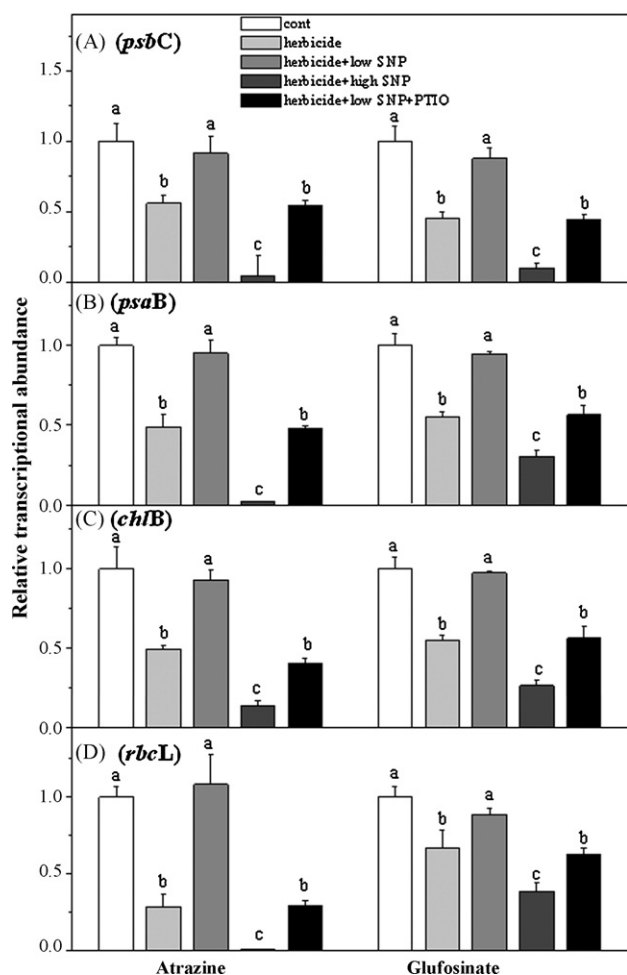 (A) (psbC)
cont
herbicide
herbicide+low SNP
herbicide+high SNP
herbicide+low SNP+PTIO
1.5
1.0
0.5
0.0
a
b
a
c
b
a
b
a
c
b
(B) (psaB)
1.0
0.5
0.0
a
b
a
c
b
a
b
a
c
b
(C) (chlB)
1.0
0.5
0.0
a
b
a
c
b
a
b
a
c
b
(D) (rbcL)
1.0
0.5
0.0
a
b
a
c
b
a
b
a
c
b
Relative transcriptional abundance
Atrazine Glufosinate